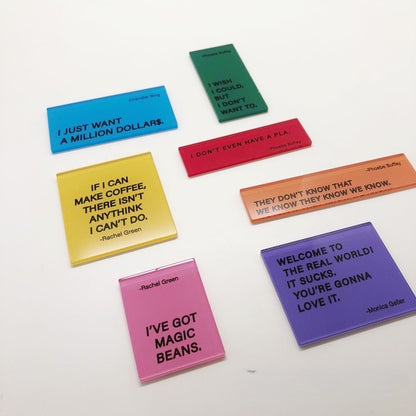 -Chandler Bing
I JUST WANT
A MILLION DOLLAR$.
-Phoebe Buffay
I WISH
I COULD,
BUT
I DON'T
WANT TO.
I DON'T EVEN HAVE A PLA.
-Phoebe Buffay
IF I CAN
MAKE COFFEE,
THERE ISN'T
ANYTHINK
I CAN'T DO.
-Rachel Green
-Phoebe Buffay
THEY DON'T KNOW THAT
WE KNOW THEY KNOW WE KNOW.
-Rachel Green
I'VE GOT
MAGIC
BEANS.
WELCOME TO
THE REAL WORLD!
IT SUCKS.
YOU'RE GONNA
LOVE IT.
-Monica Geller